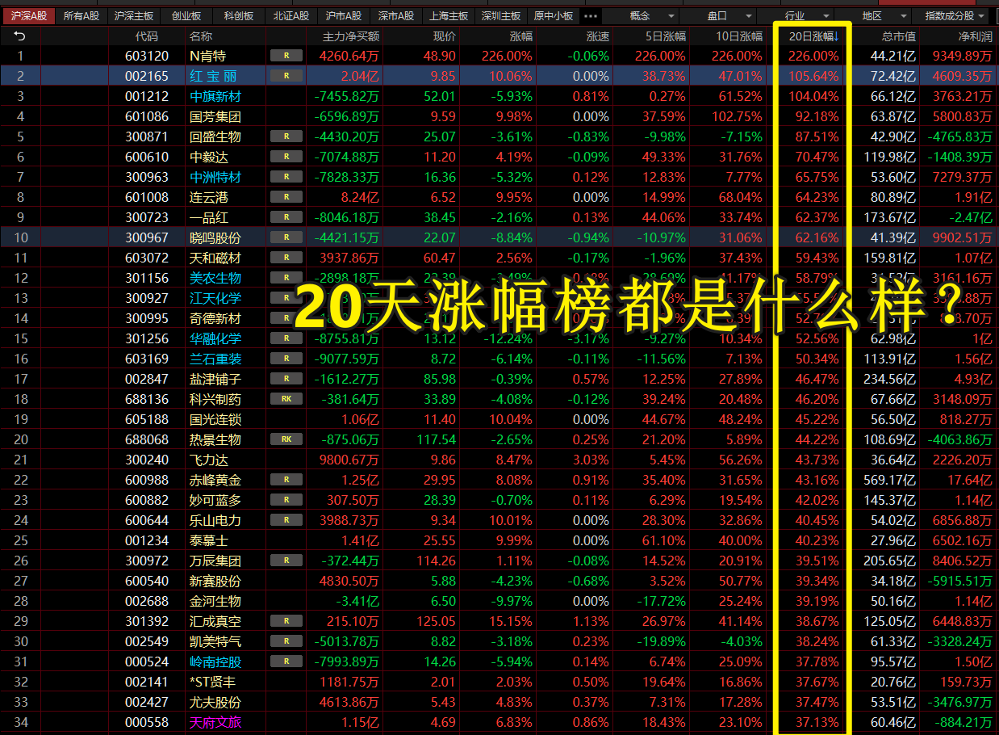 沪深A股 所有A股 沪深主板 创业板 科创板 北证A股 沪市A股 深市A股 上海主板 深圳主板 原中小板 ••• 概念 盘口 行业 地区 指数成分股
代码 名称 主力净买额 现价 涨幅 涨速 5日涨幅 10日涨幅 20日涨幅↓ 总市值 净利润
1 603120 N肯特 R 4260.64万 48.90 226.00% -0.06% 226.00% 226.00% 226.00% 44.21亿 9349.89万
2 002165 红宝丽 R 2.04亿 9.85 10.06% 0.00% 38.73% 47.01% 105.64% 72.42亿 4609.35万
3 001212 中旗新材 -7455.82万 52.01 -5.93% 0.81% 0.27% 61.52% 104.04% 66.12亿 3763.21万
4 601086 国芳集团 -6596.89万 9.59 9.98% 0.00% 37.59% 102.75% 92.18% 63.87亿 5800.83万
5 300871 回盛生物 R -4430.20万 25.07 -3.61% -0.83% -9.98% -7.15% 87.51% 42.90亿 -4765.83万
6 600610 中毅达 R -7074.88万 11.20 4.19% -0.09% 49.33% 31.76% 70.47% 119.98亿 -1408.39万
7 300963 中洲特材 R -7828.33万 16.36 -5.32% 0.12% 12.83% 7.77% 65.75% 53.60亿 7279.37万
8 601008 连云港 R 8.24亿 6.52 9.95% 0.00% 14.99% 68.04% 64.23% 80.89亿 1.91亿
9 300723 一品红 R -8046.18万 38.45 -2.16% 0.13% 44.06% 33.74% 62.37% 173.67亿 -2.47亿
10 300967 晓鸣股份 R -4421.15万 22.07 -8.84% -0.94% -10.97% 31.06% 62.16% 41.39亿 9902.51万
11 603072 天和磁材 R 3937.86万 60.47 2.56% -0.17% -1.96% 37.43% 59.43% 159.81亿 1.07亿
12 301156 美农生物 R 58.79% 3161.16万
20天涨幅榜都是什么样？
13 300927 江天化学 R
14 300995 奇德新材 R
15 301256 华融化学 R -8755.81万 13.12 -12.24% -3.17% -9.27% 10.34% 52.56% 62.98亿 1亿
16 603169 兰石重装 R -9077.59万 8.72 -6.14% -0.11% -11.56% 7.13% 50.34% 113.91亿 1.56亿
17 002847 盐津铺子 R -1612.27万 85.98 -0.39% 0.57% 12.25% 27.89% 46.47% 234.56亿 4.93亿
18 688136 科兴制药 RK -381.64万 33.89 -4.08% -0.12% 39.24% 20.48% 46.20% 67.66亿 3148.09万
19 605188 国光连锁 1.06亿 11.40 10.04% 0.00% 44.67% 48.24% 45.22% 56.50亿 818.27万
20 688068 热景生物 RK -875.06万 117.54 -2.65% 0.25% 21.20% 5.89% 44.22% 108.69亿 -4063.86万
21 300240 飞力达 9800.67万 9.86 8.47% 3.03% 5.45% 56.26% 43.73% 36.64亿 2226.20万
22 600988 赤峰黄金 R 1.25亿 29.95 8.08% 0.91% 35.40% 31.65% 43.16% 569.17亿 17.64亿
23 600882 妙可蓝多 R 307.50万 28.39 -0.70% 0.11% 6.29% 19.54% 42.02% 145.37亿 1.14亿
24 600644 乐山电力 R 3988.73万 9.34 10.01% 0.00% 28.30% 32.86% 40.45% 54.02亿 6856.88万
25 001234 泰慕士 1.41亿 25.55 9.99% 0.00% 61.10% 40.00% 40.23% 27.96亿 6502.16万
26 300972 万辰集团 R -372.44万 114.26 1.11% -0.08% 14.52% 20.91% 39.51% 205.65亿 8406.52万
27 600540 新赛股份 4830.50万 5.88 -4.23% -0.68% 3.52% 50.77% 39.34% 34.18亿 -5915.51万
28 002688 金河生物 -3.41亿 6.50 -9.97% 0.00% -17.72% 25.24% 39.19% 50.16亿 1.14亿
29 301392 汇成真空 R 215.10万 125.05 15.15% 1.13% 26.97% 41.14% 38.67% 125.05亿 6448.83万
30 002549 凯美特气 R -5013.78万 8.82 -3.18% 0.23% -19.89% -4.03% 38.24% 61.33亿 -3328.24万
31 000524 岭南控股 R -7993.89万 14.26 -5.94% 0.14% 6.74% 25.09% 37.78% 95.57亿 1.50亿
32 002141 *ST贤丰 1181.75万 2.01 2.03% 0.50% 19.64% 16.86% 37.67% 20.76亿 159.73万
33 002427 尤夫股份 4613.86万 5.43 4.83% 0.37% 7.31% 17.28% 37.47% 53.51亿 -3476.97万
34 000558 天府文旅 1.15亿 4.69 6.83% 0.86% 18.43% 23.10% 37.13% 60.46亿 -884.21万